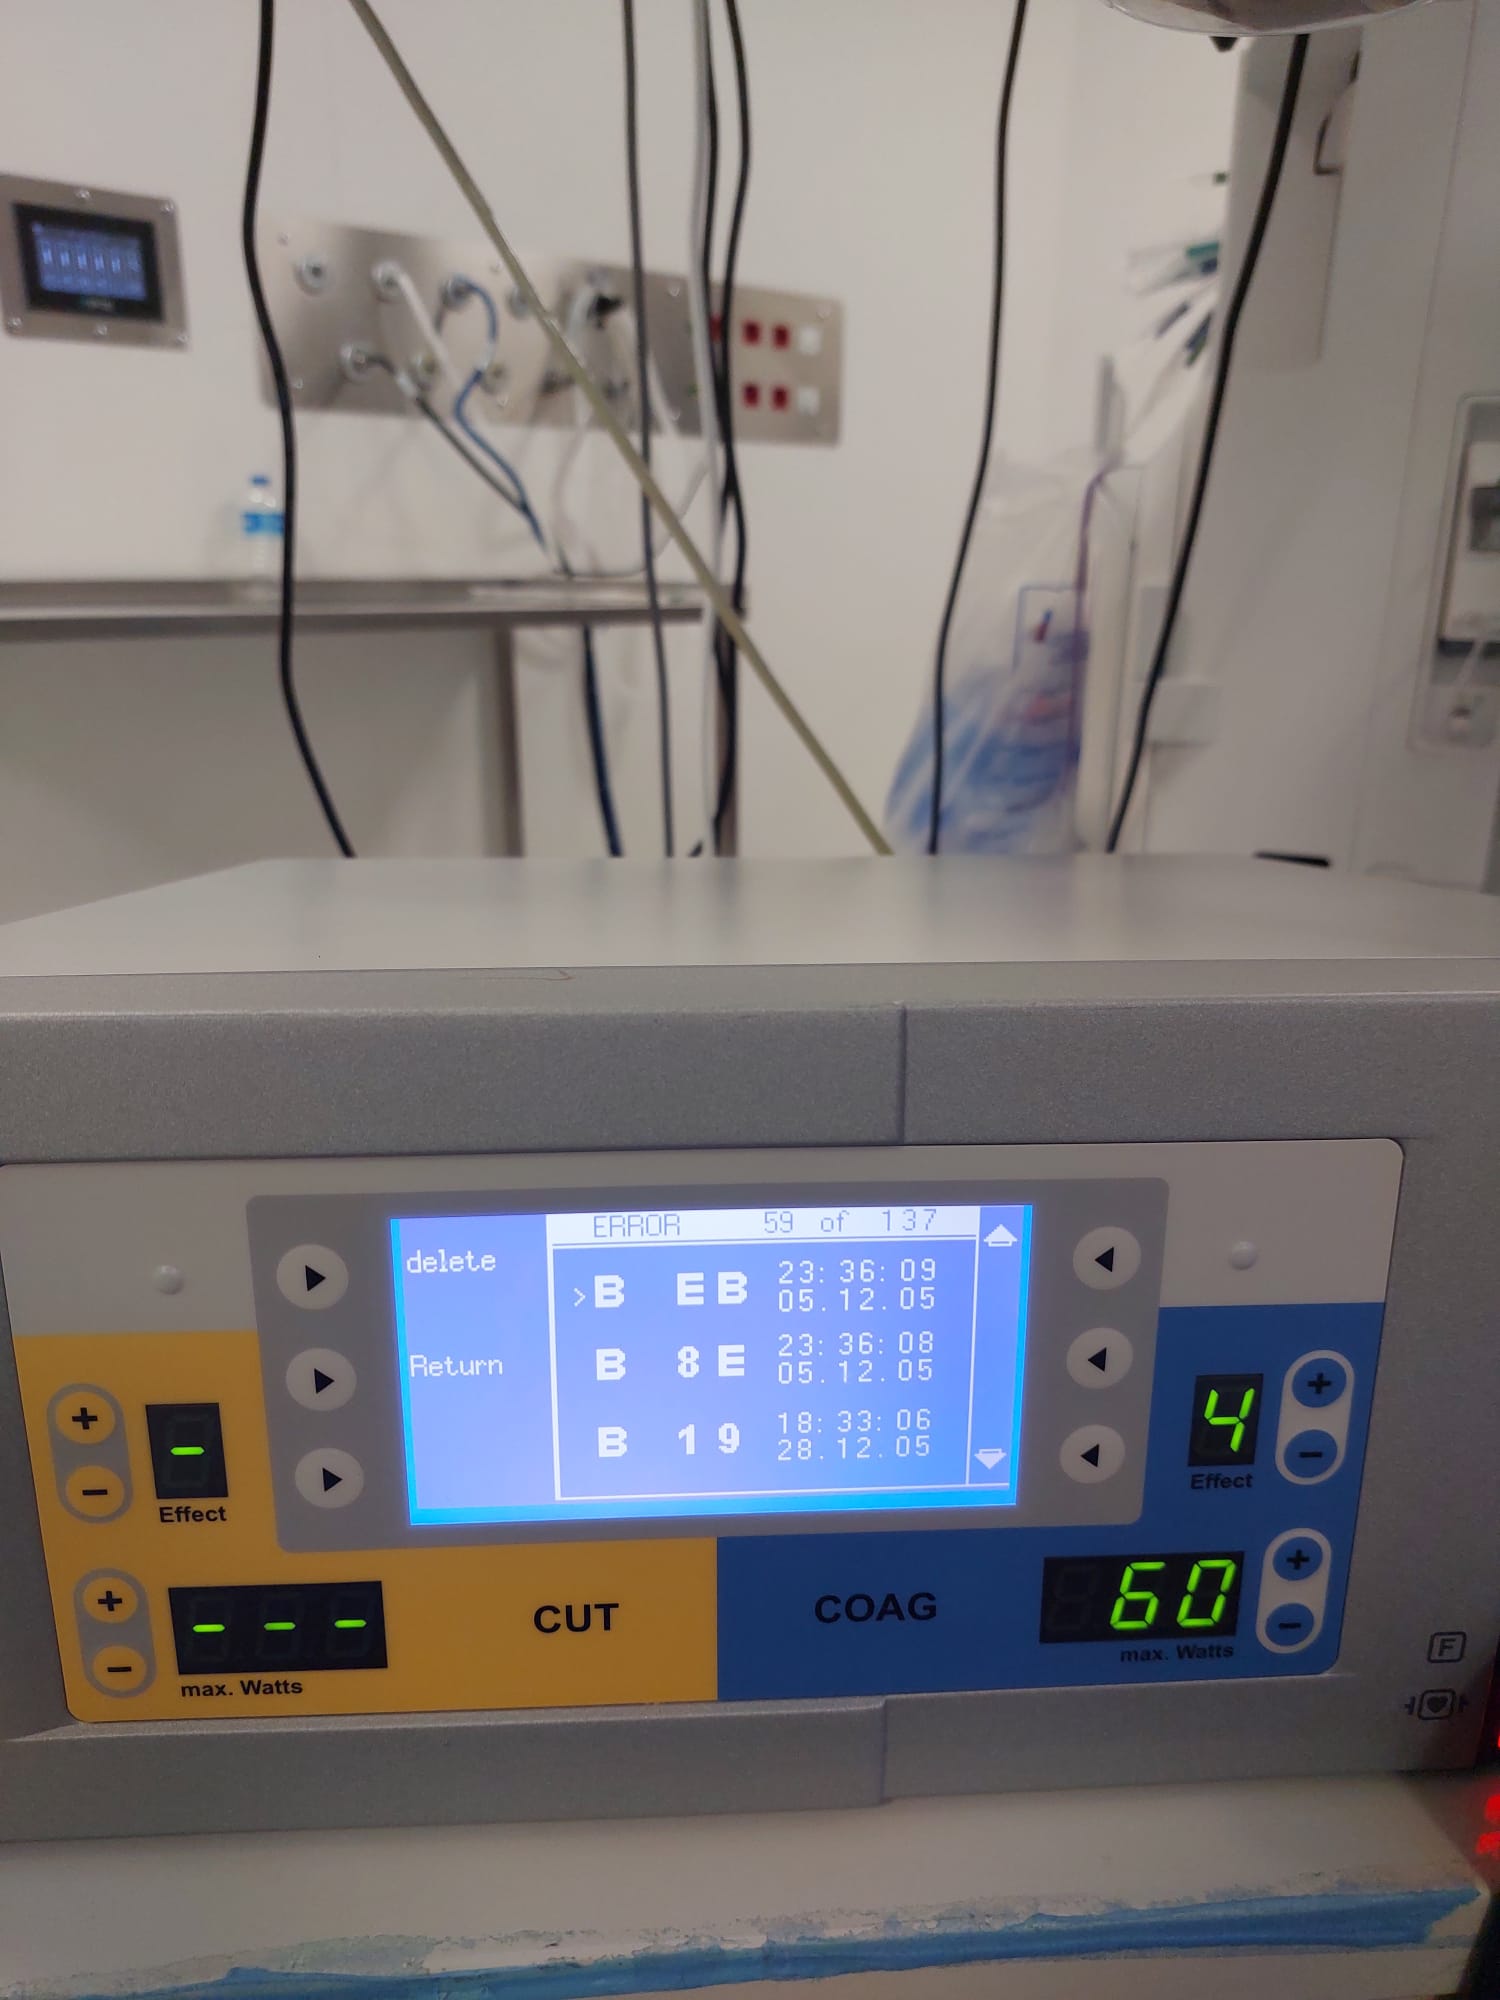 ERROR 59 of 137
delete
>B EB 23:36:09
05.12.05
B 8E 23:36:08
05.12.05
Return
B 19 18:33:06
28.12.05
+
-
-
Effect
+
-
---
max. Watts
CUT
COAG
4
Effect
+
-
60
max. Watts
+
-
F